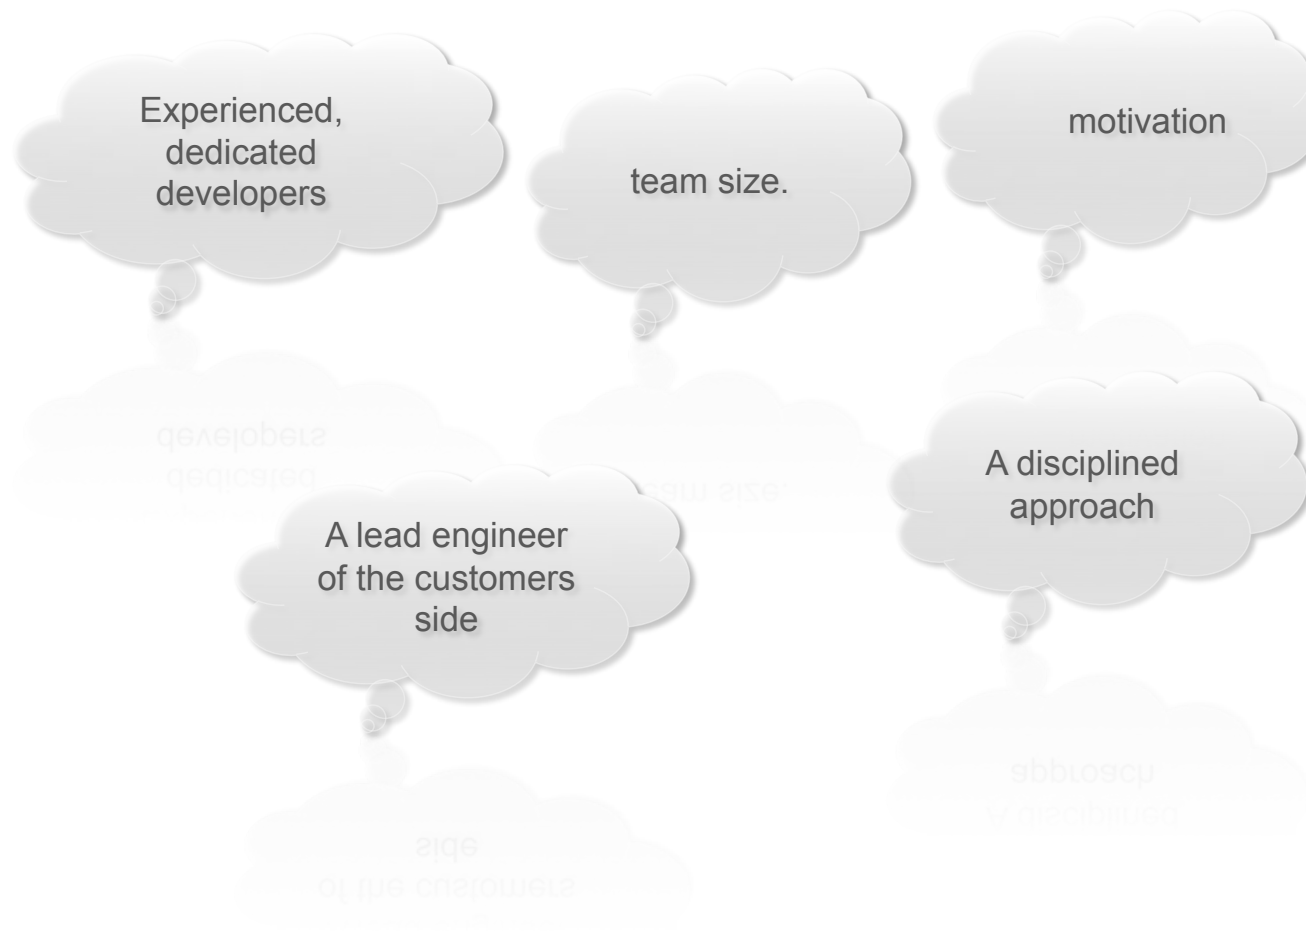 Experienced,
dedicated
developers
team size.
motivation
A disciplined
approach
A lead engineer
of the customers
side